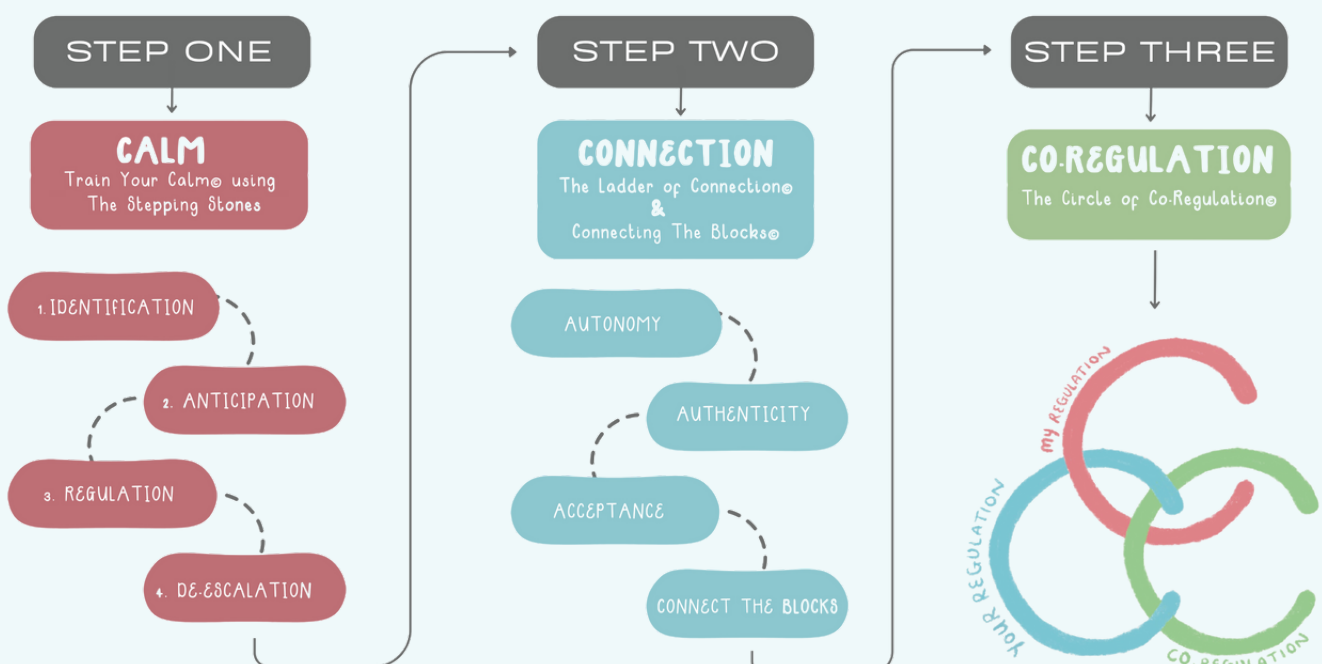 STEP ONE
CALM
Train Your Calm© using
The Stepping Stones
1. IDENTIFICATION
2. ANTICIPATION
3. REGULATION
4. DE-ESCALATION
STEP TWO
CONNECTION
The Ladder of Connection©
&
Connecting The Blocks©
AUTONOMY
AUTHENTICITY
ACCEPTANCE
CONNECT THE BLOCKS
STEP THREE
CO-REGULATION
The Circle of Co-Regulation©
MY REGULATION
YOUR REGULATION
CO-REGULATION